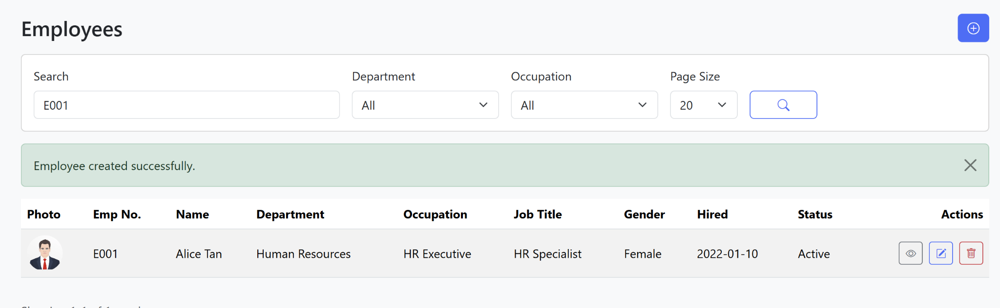 Employees
Search Department Occupation Page Size
E001 All All 20
Employee created successfully.
Photo Emp No. Name Department Occupation Job Title Gender Hired Status Actions
E001 Alice Tan Human Resources HR Executive HR Specialist Female 2022-01-10 Active